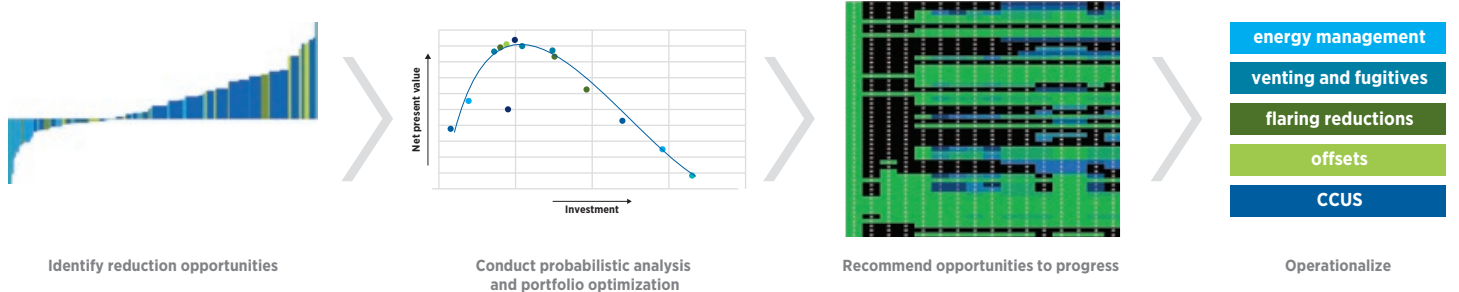 Net present value
Investment
energy management
venting and fugitives
flaring reductions
offsets
CCUS
Identify reduction opportunities
Conduct probabilistic analysis
and portfolio optimization
Recommend opportunities to progress
Operationalize